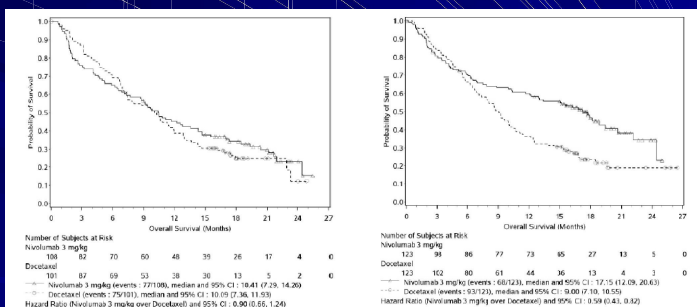 1.0
0.9
0.8
0.7
0.6
0.5
0.4
0.3
0.2
0.1
0.0
Probability of Survival
0 3 6 9 12 15 18 21 24 27
Overall Survival (Months)
Number of Subjects at Risk
Nivolumab 3 mg/kg
108 82 70 60 48 39 26 17 4 0
Docetaxel
101 87 69 53 38 30 13 5 2 0
Nivolumab 3 mg/kg (events : 77/108), median and 95% CI : 10.41 (7.29, 14.26)
Docetaxel (events : 75/101), median and 95% CI : 10.09 (7.36, 11.93)
Hazard Ratio (Nivolumab 3 mg/kg over Docetaxel) and 95% CI : 0.90 (0.66, 1.24)
1.0
0.9
0.8
0.7
0.6
0.5
0.4
0.3
0.2
0.1
0.0
Probability of Survival
0 3 6 9 12 15 18 21 24 27
Overall Survival (Months)
Number of Subjects at Risk
Nivolumab 3 mg/kg
123 98 86 77 73 65 27 13 5 0
Docetaxel
123 102 80 61 44 36 13 4 3 0
Nivolumab 3 mg/kg (events : 68/123), median and 95% CI : 17.15 (12.09, 20.63)
Docetaxel (events : 93/123), median and 95% CI : 9.00 (7.10, 10.55)
Hazard Ratio (Nivolumab 3 mg/kg over Docetaxel) and 95% CI : 0.59 (0.43, 0.82)